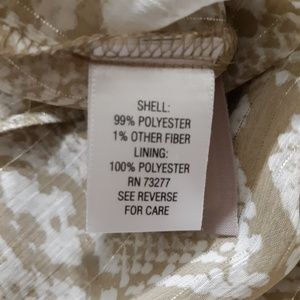 SHELL:
99% POLYESTER
1% OTHER FIBER
LINING:
100% POLYESTER
RN 73277
SEE REVERSE
FOR CARE